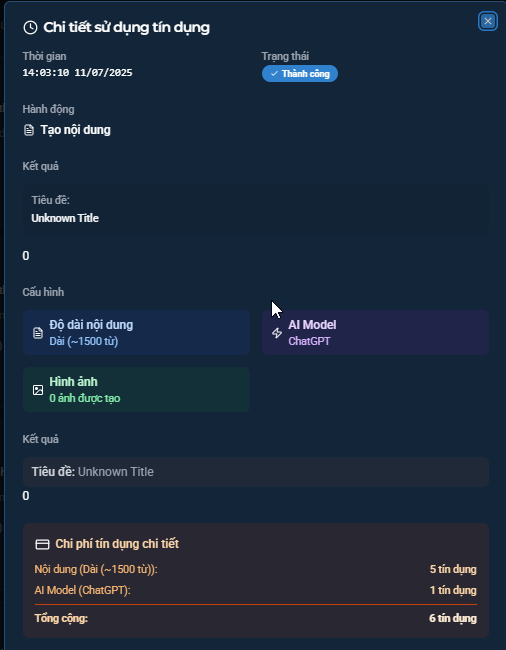 Chi tiết sử dụng tín dụng
Thời gian
14:03:10 11/07/2025
Trạng thái
Thành công
Hành động
Tạo nội dung
Kết quả
Tiêu đề:
Unknown Title
0
Cấu hình
Độ dài nội dung
Dài (~1500 từ)
AI Model
ChatGPT
Hình ảnh
0 ảnh được tạo
Kết quả
Tiêu đề: Unknown Title
0
Chi phí tín dụng chi tiết
Nội dung (Dài (~1500 từ)): 5 tín dụng
AI Model (ChatGPT): 1 tín dụng
Tổng cộng: 6 tín dụng